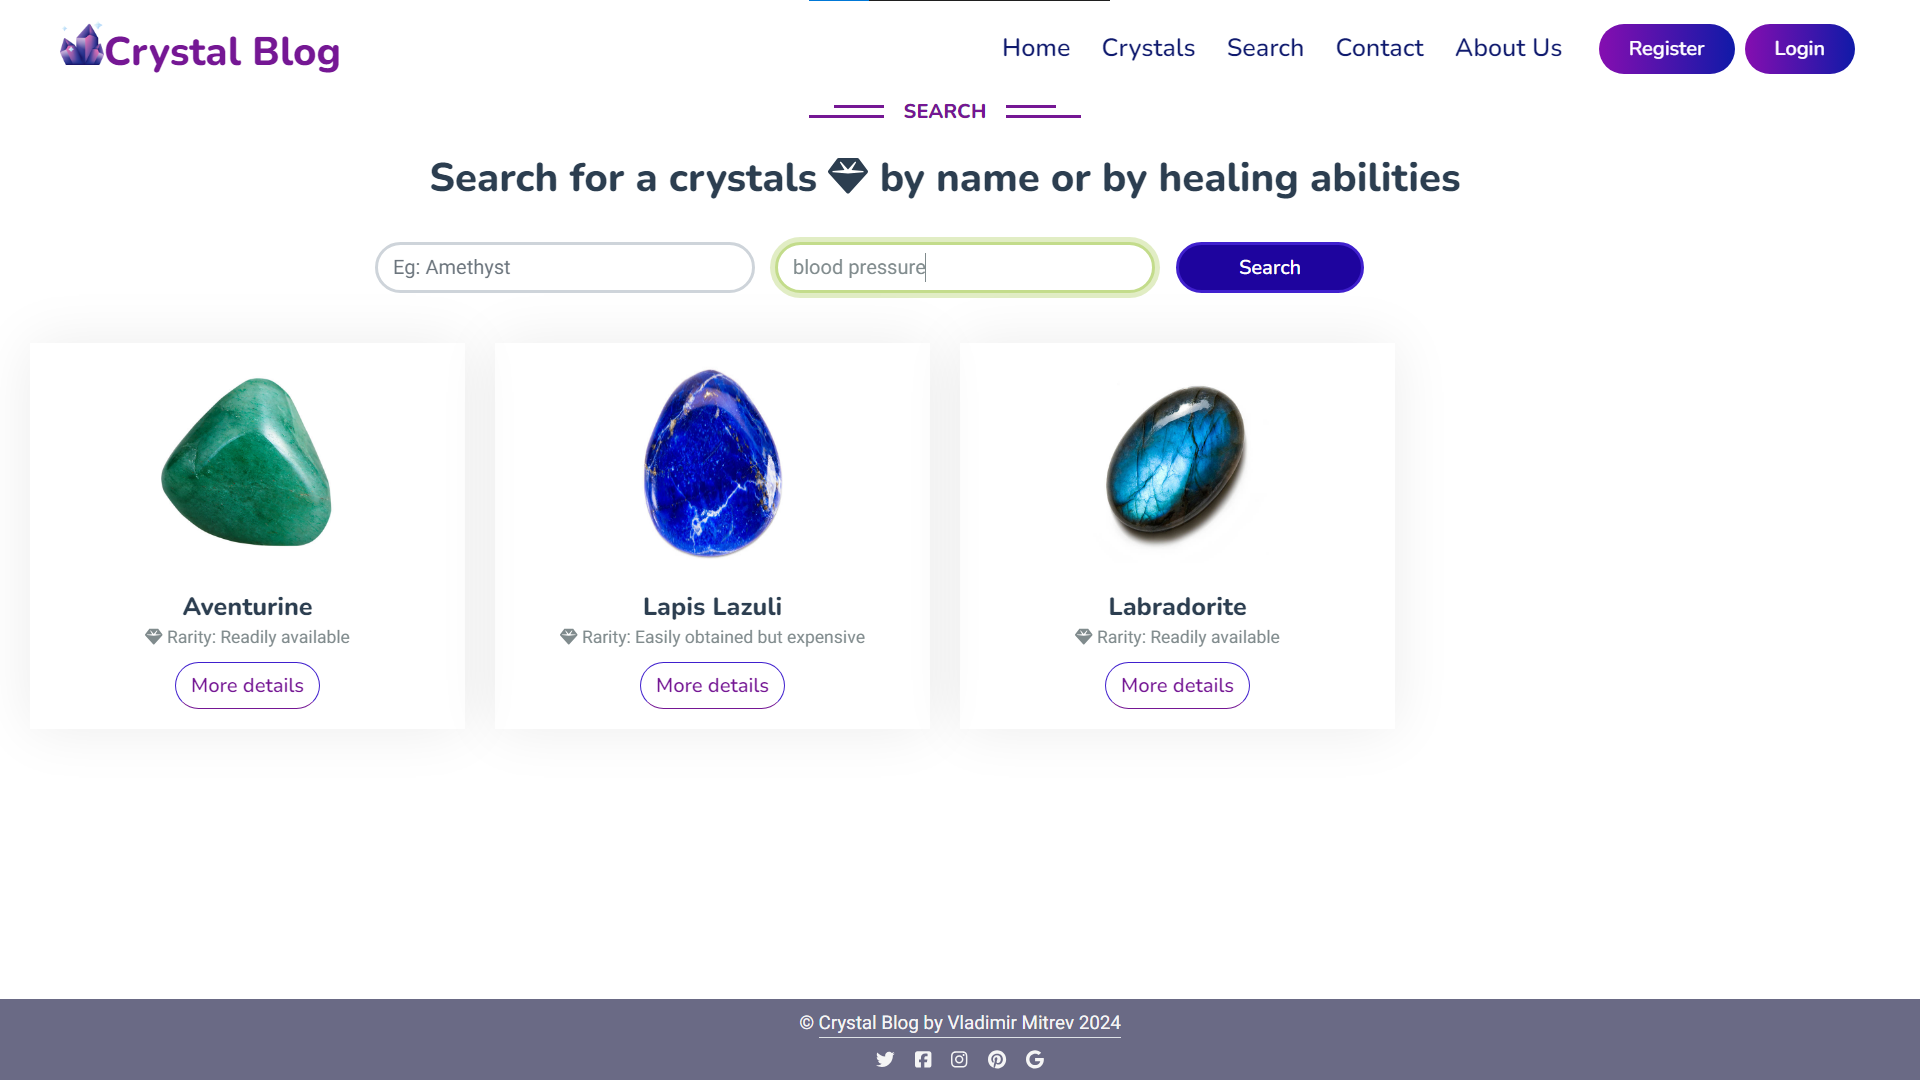 Crystal Blog
Home Crystals Search Contact About Us Register Login
SEARCH
Search for a crystals by name or by healing abilities
Eg: Amethyst blood pressure Search
Aventurine
Rarity: Readily available
More details
Lapis Lazuli
Rarity: Easily obtained but expensive
More details
Labradorite
Rarity: Readily available
More details
© Crystal Blog by Vladimir Mitrev 2024